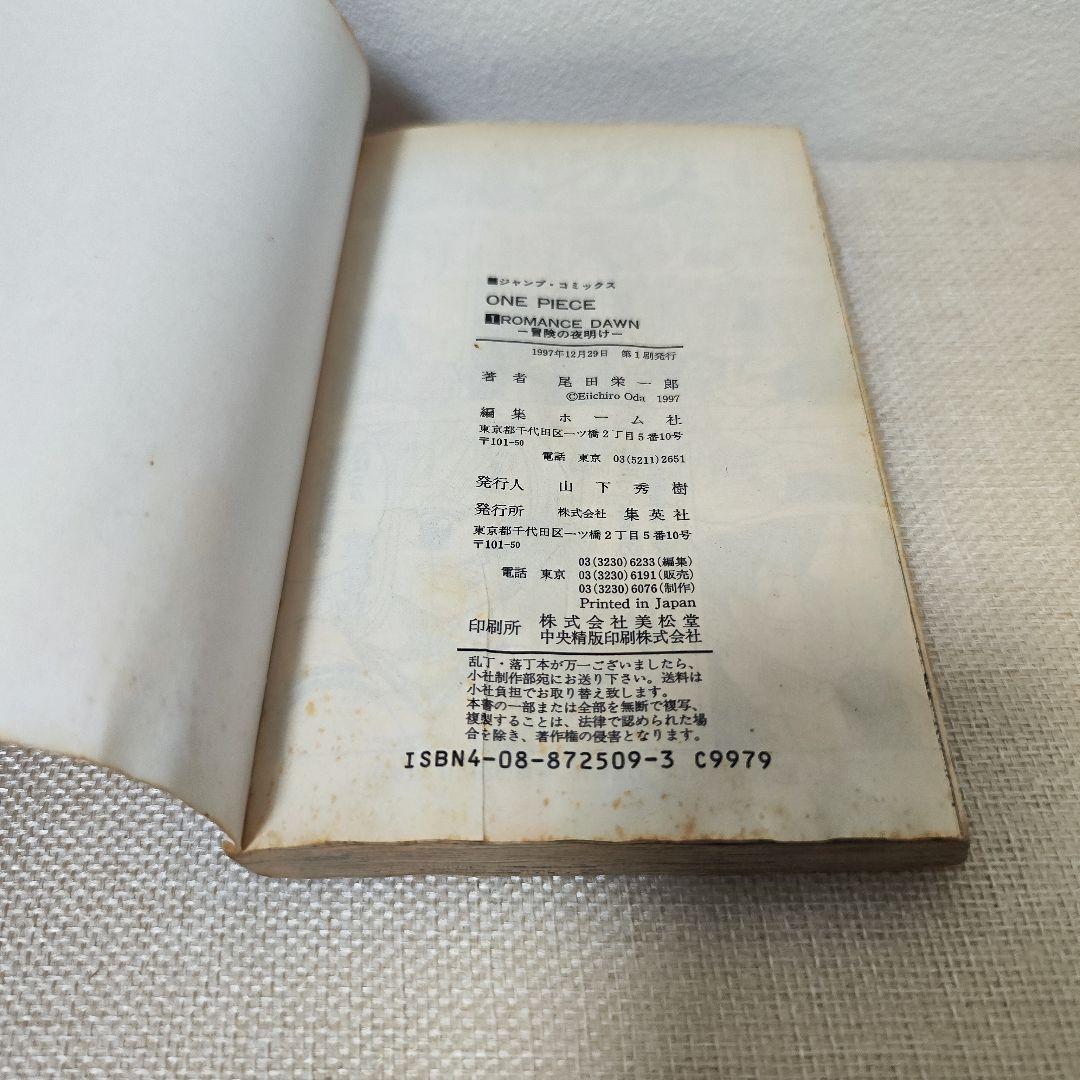 ■ジャンプ・コミックス
ONE PIECE
1 ROMANCE DAWN
―冒険の夜明け―
1997年12月29日 第1刷発行
著者 尾田栄一郎
©Eiichiro Oda 1997
編集 ホーム社
東京都千代田区一ツ橋2丁目5番10号
〒101-50
電話 東京 03(5211)2651
発行人 山下秀樹
発行所 株式会社 集英社
東京都千代田区一ツ橋2丁目5番10号
〒101-50
03(3230)6233(編集)
電話 東京 03(3230)6191(販売)
03(3230)6076(制作)
Printed in Japan
印刷所 株式会社美松堂
中央精版印刷株式会社
乱丁・落丁本が万一ございましたら、
小社制作部宛にお送り下さい。送料は
小社負担でお取り替え致します。
本書の一部または全部を無断で複写、
複製することは、法律で認められた場
合を除き、著作権の侵害となります。
ISBN4-08-872509-3 C9979